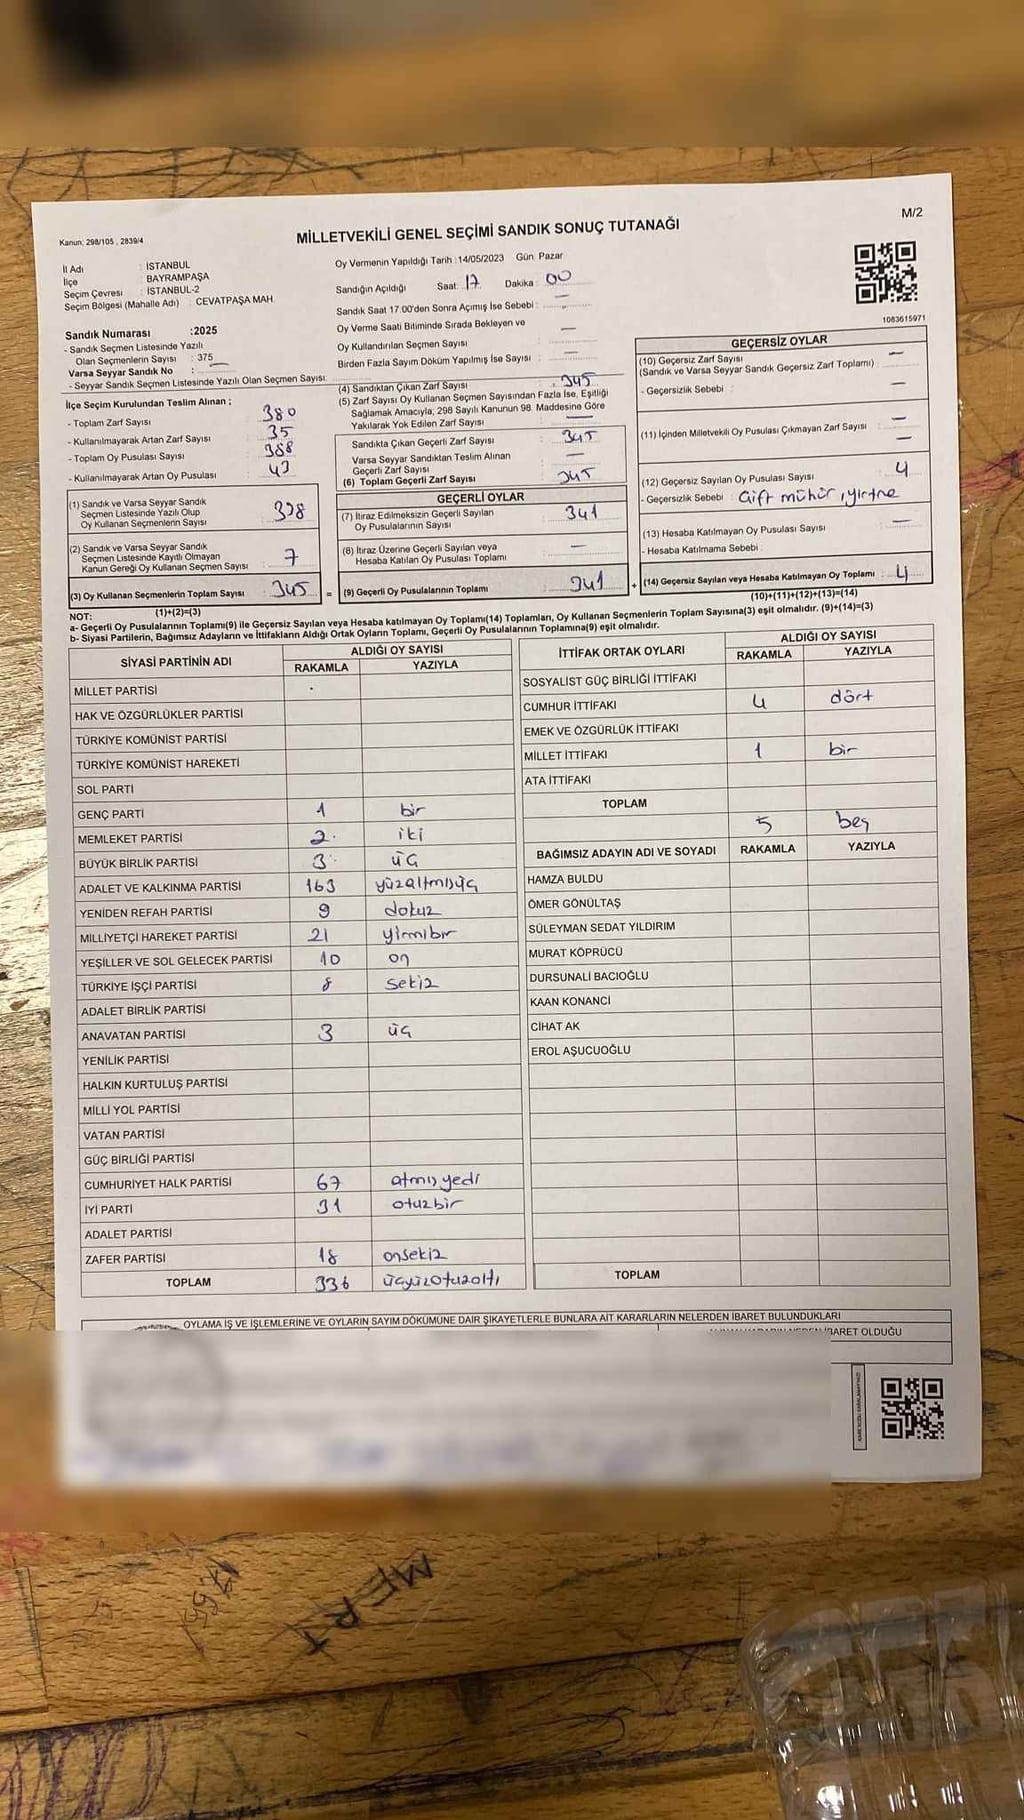 M/2
Kanun: 298/105 , 2839/4
MİLLETVEKİLİ GENEL SEÇİMİ SANDIK SONUÇ TUTANAĞI
İl Adı : İSTANBUL
İlçe BAYRAMPAŞA
Seçim Çevresi : İSTANBUL-2
Seçim Bölgesi (Mahalle Adı) : CEVATPAŞA MAH.
Sandık Numarası :2025
- Sandık Seçmen Listesinde Yazılı
Olan Seçmenlerin Sayısı : 375
Varsa Seyyar Sandık No : —
- Seyyar Sandık Seçmen Listesinde Yazılı Olan Seçmen Sayısı:
Oy Vermenin Yapıldığı Tarih :14/05/2023 Gün: Pazar
Sandığın Açıldığı Saat: 17 Dakika : 00
Sandık Saat 17:00'den Sonra Açımış İse Sebebi : —
Oy Verme Saati Bitiminde Sırada Bekleyen ve
Oy Kullandırılan Seçmen Sayısı —
Birden Fazla Sayım Döküm Yapılmış İse Sayısı : —
1083615971
İlçe Seçim Kurulundan Teslim Alınan ;
- Toplam Zarf Sayısı : 380
- Kullanılmayarak Artan Zarf Sayısı : 35
- Toplam Oy Pusulası Sayısı : 388
- Kullanılmayarak Artan Oy Pusulası : 43
(1) Sandık ve Varsa Seyyar Sandık
Seçmen Listesinde Yazılı Olup
Oy Kullanan Seçmenlerin Sayısı : 338
(2) Sandık ve Varsa Seyyar Sandık
Seçmen Listesinde Kayıtlı Olmayan
Kanun Gereği Oy Kullanan Seçmen Sayısı : 7
(3) Oy Kullanan Seçmenlerin Toplam Sayısı : 345
(1)+(2)=(3)
(4) Sandıktan Çıkan Zarf Sayısı : 345
(5) Zarf Sayısı Oy Kullanan Seçmen Sayısından Fazla İse, Eşitliği
Sağlamak Amacıyla, 298 Sayılı Kanunun 98. Maddesine Göre
Yakılarak Yok Edilen Zarf Sayısı : —
Sandıkta Çıkan Geçerli Zarf Sayısı : 345
Varsa Seyyar Sandıktan Teslim Alınan
Geçerli Zarf Sayısı : —
(6) Toplam Geçerli Zarf Sayısı : 345
GEÇERLİ OYLAR
(7) İtiraz Edilmeksizin Geçerli Sayılan
Oy Pusulalarının Sayısı : 341
(8) İtiraz Üzerine Geçerli Sayılan veya
Hesaba Katılan Oy Pusulası Toplamı : —
= (9) Geçerli Oy Pusulalarının Toplamı : 341
GEÇERSİZ OYLAR
(10) Geçersiz Zarf Sayısı —
(Sandık ve Varsa Seyyar Sandık Geçersiz Zarf Toplamı)
- Geçersizlik Sebebi : —
(11) İçinden Milletvekili Oy Pusulası Çıkmayan Zarf Sayısı : —
(12) Geçersiz Sayılan Oy Pusulası Sayısı : 4
- Geçersizlik Sebebi : Çift mühür , yırtma
(13) Hesaba Katılmayan Oy Pusulası Sayısı : —
- Hesaba Katılmama Sebebi :
+ (14) Geçersiz Sayılan veya Hesaba Katılmayan Oy Toplamı : 4
(10)+(11)+(12)+(13)=(14)
NOT:
a- Geçerli Oy Pusulalarının Toplamı(9) ile Geçersiz Sayılan veya Hesaba katılmayan Oy Toplamı(14) Toplamları, Oy Kullanan Seçmenlerin Toplam Sayısına(3) eşit olmalıdır. (9)+(14)=(3)
b- Siyasi Partilerin, Bağımsız Adayların ve İttifakların Aldığı Ortak Oyların Toplamı, Geçerli Oy Pusulalarının Toplamına(9) eşit olmalıdır.
SİYASİ PARTİNİN ADI ALDIĞI OY SAYISI
RAKAMLA YAZIYLA
MİLLET PARTİSİ
HAK VE ÖZGÜRLÜKLER PARTİSİ
TÜRKİYE KOMÜNİST PARTİSİ
TÜRKİYE KOMÜNİST HAREKETİ
SOL PARTİ
GENÇ PARTİ 1 bir
MEMLEKET PARTİSİ 2 iki
BÜYÜK BİRLİK PARTİSİ 3 üç
ADALET VE KALKINMA PARTİSİ 163 yüzaltmışüç
YENİDEN REFAH PARTİSİ 9 dokuz
MİLLİYETÇİ HAREKET PARTİSİ 21 yirmibir
YEŞİLLER VE SOL GELECEK PARTİSİ 10 on
TÜRKİYE İŞÇİ PARTİSİ 8 sekiz
ADALET BİRLİK PARTİSİ
ANAVATAN PARTİSİ 3 üç
YENİLİK PARTİSİ
HALKIN KURTULUŞ PARTİSİ
MİLLİ YOL PARTİSİ
VATAN PARTİSİ
GÜÇ BİRLİĞİ PARTİSİ
CUMHURİYET HALK PARTİSİ 67 atmışyedi
İYİ PARTİ 31 otuzbir
ADALET PARTİSİ
ZAFER PARTİSİ 18 onsekiz
TOPLAM 336 üçyüzotuzaltı
İTTİFAK ORTAK OYLARI ALDIĞI OY SAYISI
RAKAMLA YAZIYLA
SOSYALİST GÜÇ BİRLİĞİ İTTİFAKI
CUMHUR İTTİFAKI 4 dört
EMEK VE ÖZGÜRLÜK İTTİFAKI
MİLLET İTTİFAKI 1 bir
ATA İTTİFAKI
TOPLAM 5 beş
BAĞIMSIZ ADAYIN ADI VE SOYADI RAKAMLA YAZIYLA
HAMZA BULDU
ÖMER GÖNÜLTAŞ
SÜLEYMAN SEDAT YILDIRIM
MURAT KÖPRÜCÜ
DURSUNALİ BACIOĞLU
KAAN KONANCİ
CİHAT AK
EROL AŞUCUOĞLU
TOPLAM
OYLAMA İŞ VE İŞLEMLERİNE VE OYLARIN SAYIM DÖKÜMÜNE DAİR ŞİKAYETLERLE BUNLARA AİT KARARLARIN NELERDEN İBARET BULUNDUKLARI
İBARET OLDUĞU
MERT